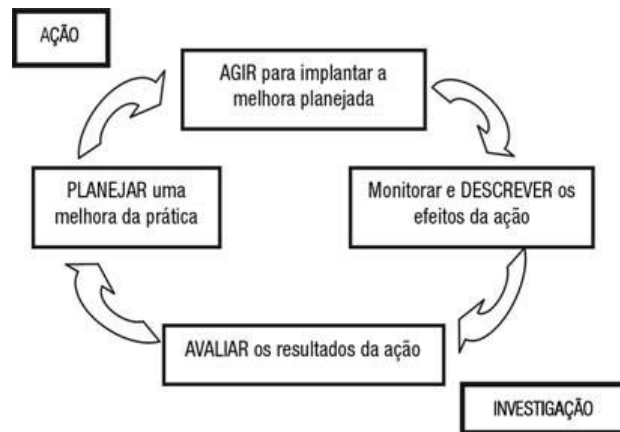 AÇÃO
AGIR para implantar a
melhora planejada
PLANEJAR uma
melhora da prática
Monitorar e DESCREVER os
efeitos da ação
AVALIAR os resultados da ação
INVESTIGAÇÃO